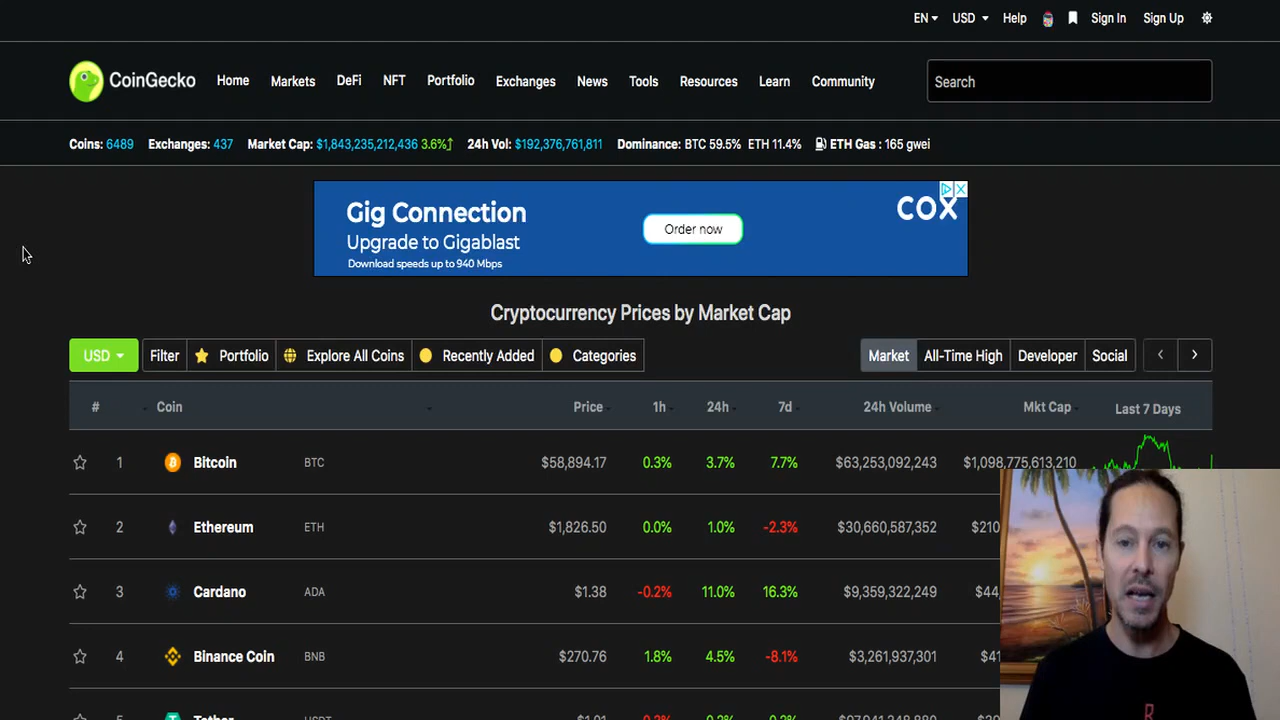 EN USD Help Sign In Sign Up
CoinGecko Home Markets DeFi NFT Portfolio Exchanges News Tools Resources Learn Community Search
Coins: 6489 Exchanges: 437 Market Cap: $1,843,235,212,436 3.6% 24h Vol: $192,376,761,811 Dominance: BTC 59.5% ETH 11.4% ETH Gas : 165 gwei
Gig Connection
Upgrade to Gigablast
Download speeds up to 940 Mbps
Order now
COX
Cryptocurrency Prices by Market Cap
USD Filter Portfolio Explore All Coins Recently Added Categories Market All-Time High Developer Social
# Coin Price 1h 24h 7d 24h Volume Mkt Cap Last 7 Days
1 Bitcoin BTC $58,894.17 0.3% 3.7% 7.7% $63,253,092,243 $1,098,775,613,210
2 Ethereum ETH $1,826.50 0.0% 1.0% -2.3% $30,660,587,352 $210
3 Cardano ADA $1.38 -0.2% 11.0% 16.3% $9,359,322,249 $44,
4 Binance Coin BNB $270.76 1.8% 4.5% -8.1% $3,261,937,301 $41